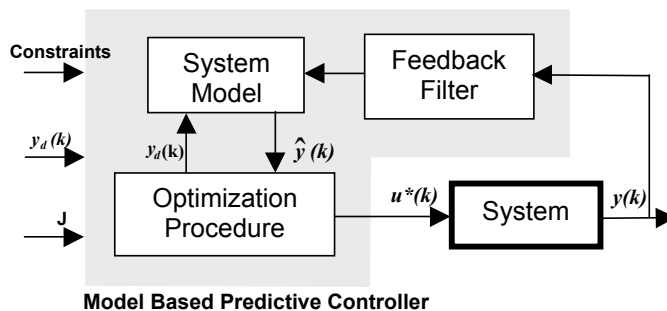 Constraints
System
Model
Feedback
Filter
y_d(k)
y_d(k)
ŷ(k)
Optimization
Procedure
u*(k)
System
y(k)
J
Model Based Predictive Controller